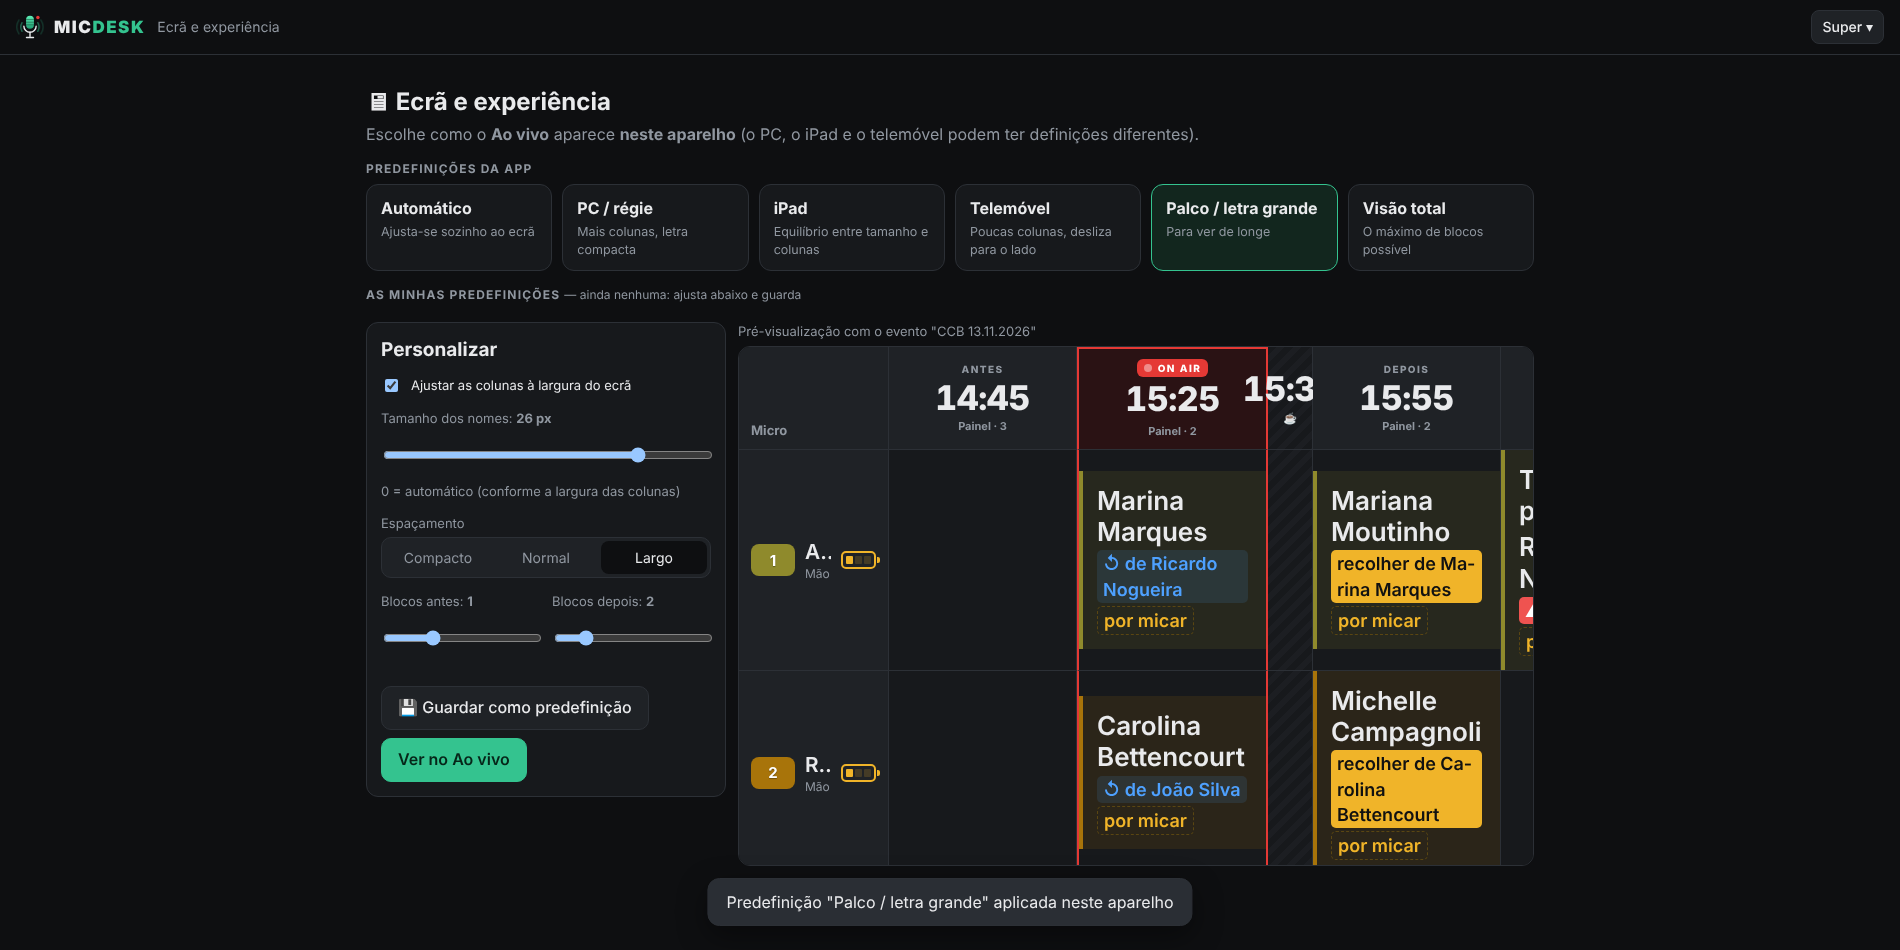 MICDESK Ecrã e experiência
Super ▾
Ecrã e experiência
Escolhe como o Ao vivo aparece neste aparelho (o PC, o iPad e o telemóvel podem ter definições diferentes).
PREDEFINIÇÕES DA APP
Automático
Ajusta-se sozinho ao ecrã
PC / régie
Mais colunas, letra
compacta
iPad
Equilíbrio entre tamanho e
colunas
Telemóvel
Poucas colunas, desliza
para o lado
Palco / letra grande
Para ver de longe
Visão total
O máximo de blocos
possível
AS MINHAS PREDEFINIÇÕES — ainda nenhuma: ajusta abaixo e guarda
Personalizar
Ajustar as colunas à largura do ecrã
Tamanho dos nomes: 26 px
0 = automático (conforme a largura das colunas)
Espaçamento
Compacto Normal Largo
Blocos antes: 1 Blocos depois: 2
Guardar como predefinição
Ver no Ao vivo
Pré-visualização com o evento "CCB 13.11.2026"
Micro
ANTES
14:45
Painel · 3
ON AIR
15:25
Painel · 2
15:3
DEPOIS
15:55
Painel · 2
1
A..
Mão
Marina
Marques
de Ricardo
Nogueira
por micar
Mariana
Moutinho
recolher de Ma-
rina Marques
por micar
T
p
R
N
p
2
R..
Mão
Carolina
Bettencourt
de João Silva
por micar
Michelle
Campagnoli
recolher de Ca-
rolina
Bettencourt
por micar
Predefinição "Palco / letra grande" aplicada neste aparelho